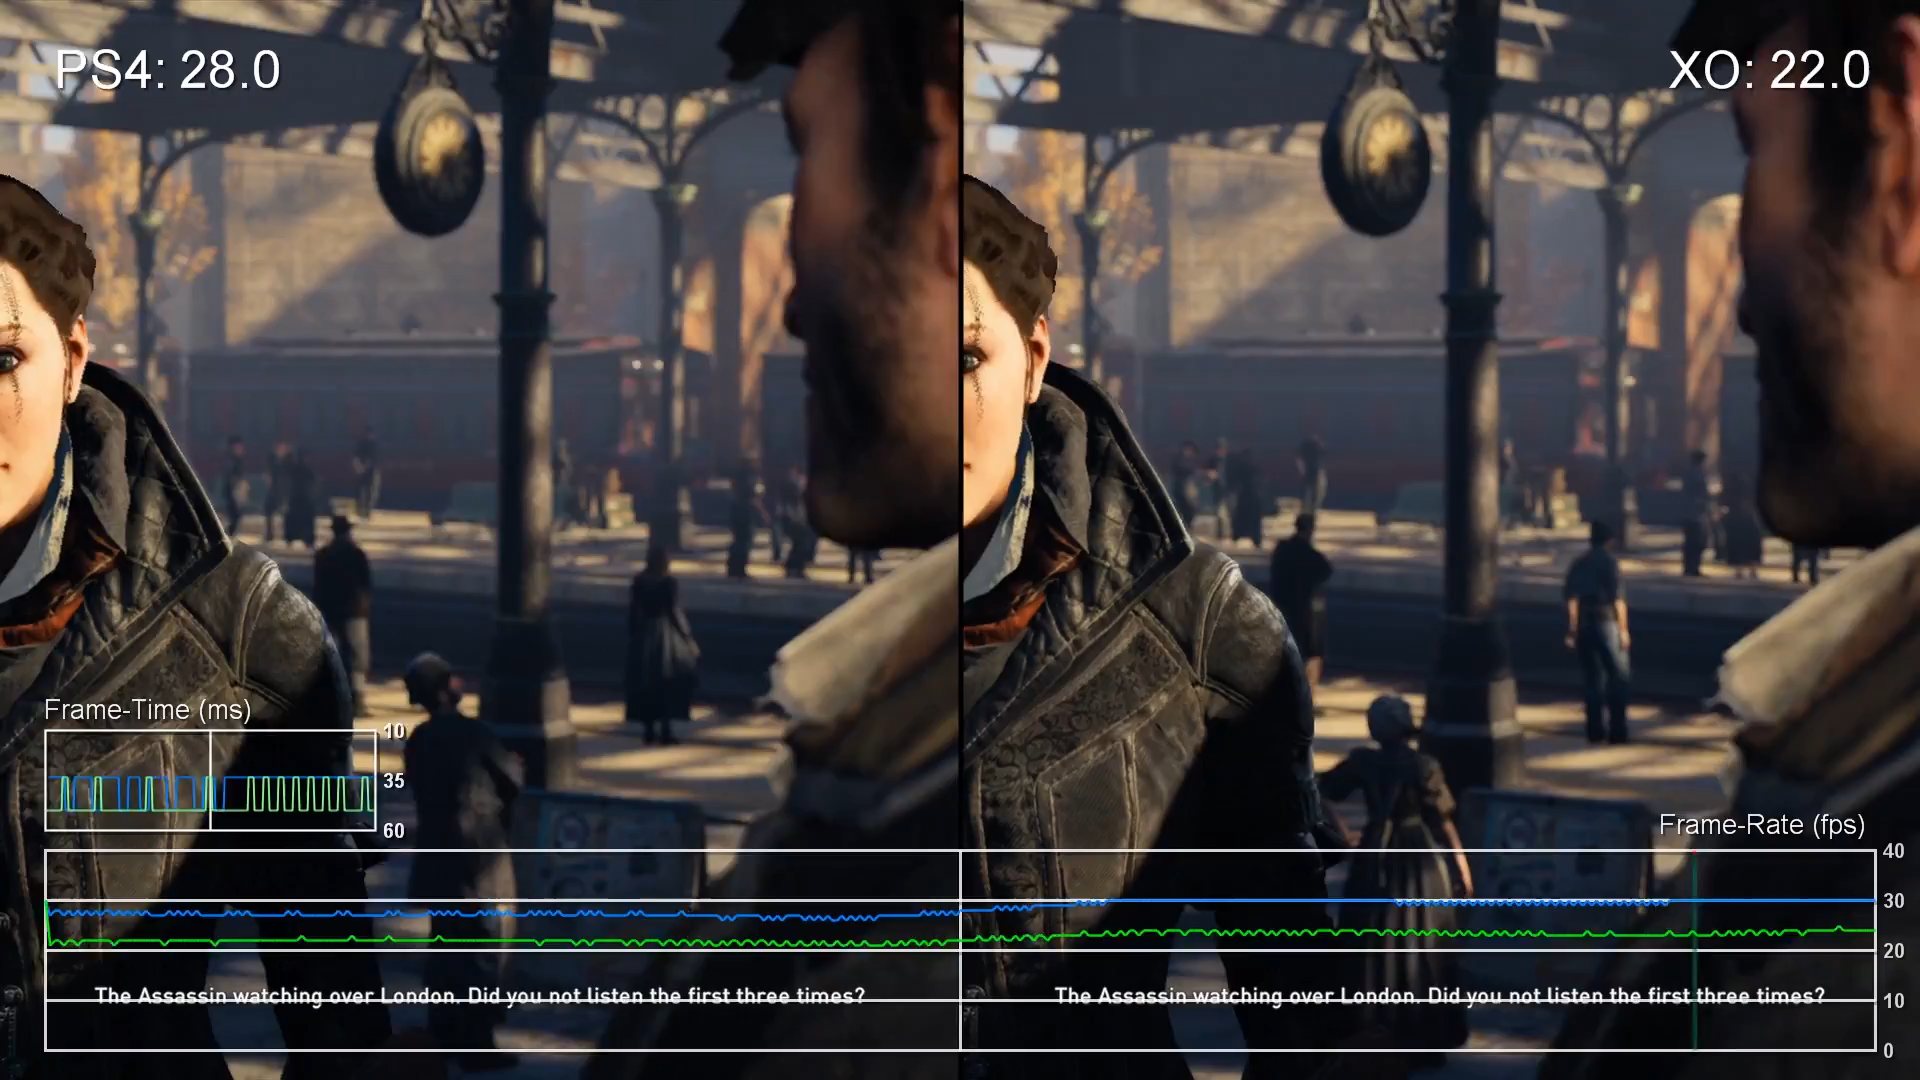 PS4: 28.0
XO: 22.0
Frame-Time (ms)
10
35
60
Frame-Rate (fps)
40
30
20
10
0
The Assassin watching over London. Did you not listen the first three times?
The Assassin watching over London. Did you not listen the first three times?